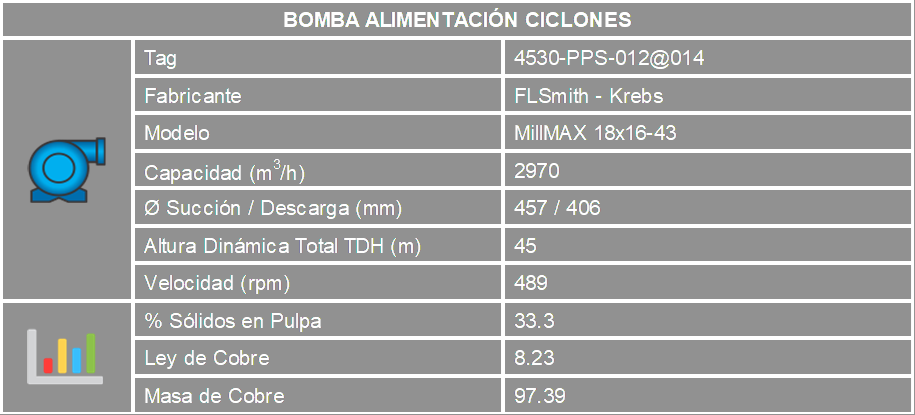 BOMBA ALIMENTACIÓN CICLONES
Tag 4530-PPS-012@014
Fabricante FLSmith - Krebs
Modelo MillMAX 18x16-43
Capacidad (m³/h) 2970
Ø Succión / Descarga (mm) 457 / 406
Altura Dinámica Total TDH (m) 45
Velocidad (rpm) 489
% Sólidos en Pulpa 33.3
Ley de Cobre 8.23
Masa de Cobre 97.39